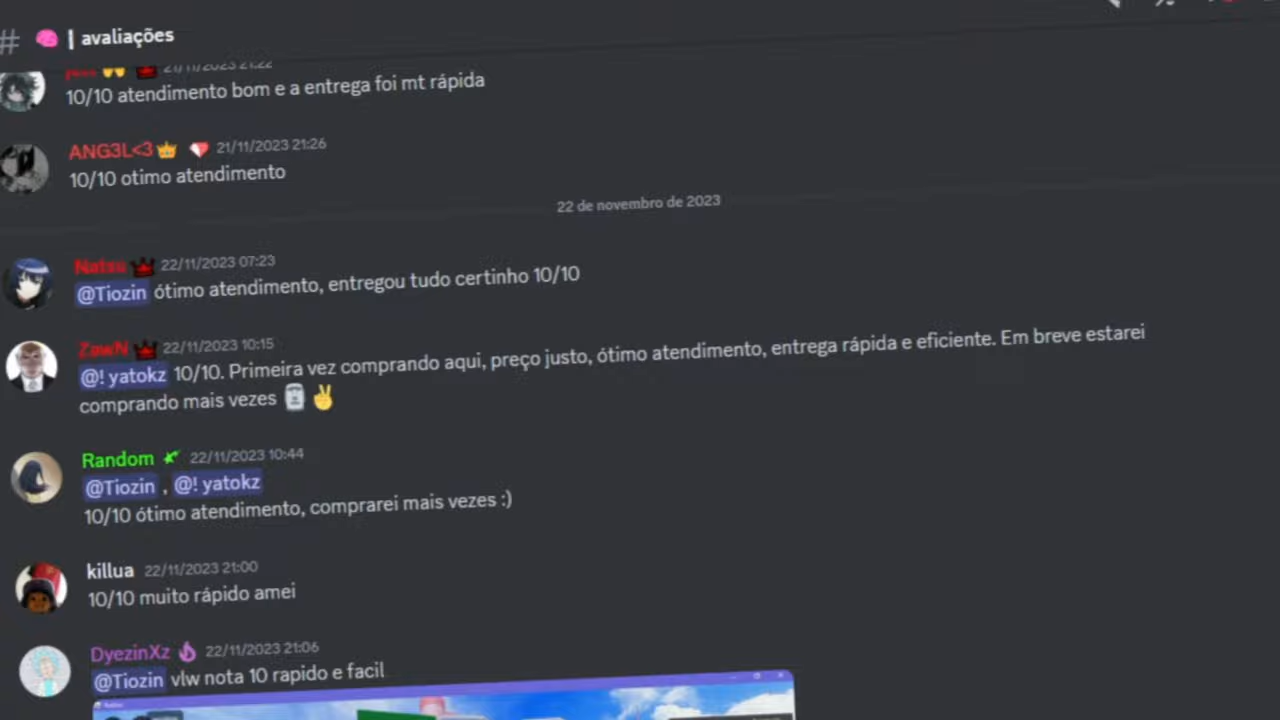 # | avaliações
21/11/2023 21:22
10/10 atendimento bom e a entrega foi mt rápida
ANG3L<3 21/11/2023 21:26
10/10 otimo atendimento
22 de novembro de 2023
Natsu 22/11/2023 07:23
@Tiozin ótimo atendimento, entregou tudo certinho 10/10
ZawN 22/11/2023 10:15
@! yatokz 10/10. Primeira vez comprando aqui, preço justo, ótimo atendimento, entrega rápida e eficiente. Em breve estarei
comprando mais vezes
Random 22/11/2023 10:44
@Tiozin , @! yatokz
10/10 ótimo atendimento, comprarei mais vezes :)
killua 22/11/2023 21:00
10/10 muito rápido amei
DyezinXz 22/11/2023 21:06
@Tiozin vlw nota 10 rapido e facil